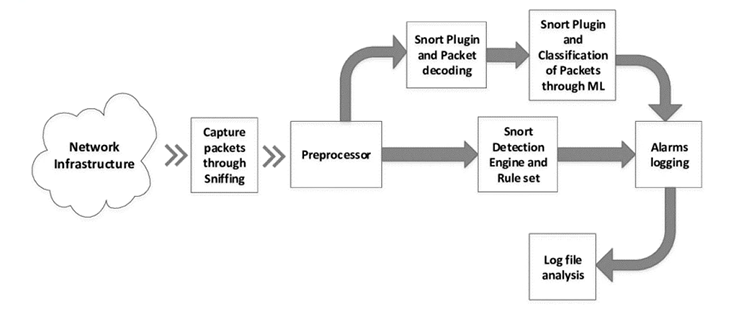 Snort Plugin
and Packet
decoding
Snort Plugin
and
Classification
of Packets
through ML
Network
Infrastructure
Capture
packets
through
Sniffing
Preprocessor
Snort
Detection
Engine and
Rule set
Alarms
logging
Log file
analysis